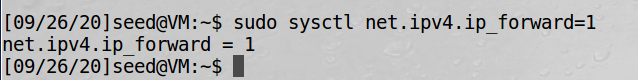 [09/26/20]seed@VM:~$ sudo sysctl net.ipv4.ip_forward=1
net.ipv4.ip_forward = 1
[09/26/20]seed@VM:~$